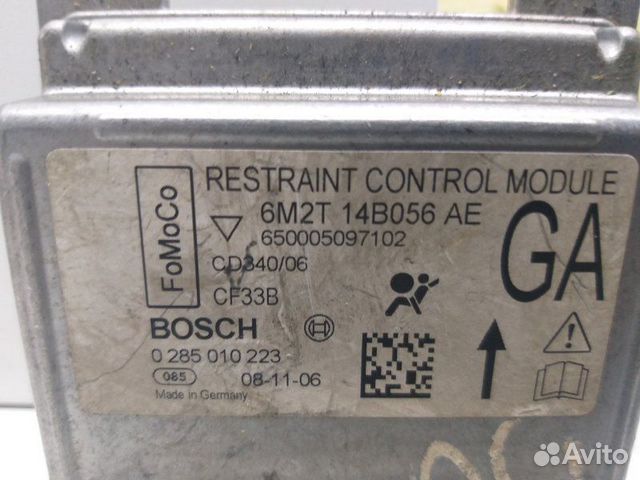 FoMoCo
RESTRAINT CONTROL MODULE
6M2T 14B056 AE
650005097102
GA
CD340/06
CF33B
BOSCH
0 285 010 223
085 08-11-06
Made in Germany
Avito